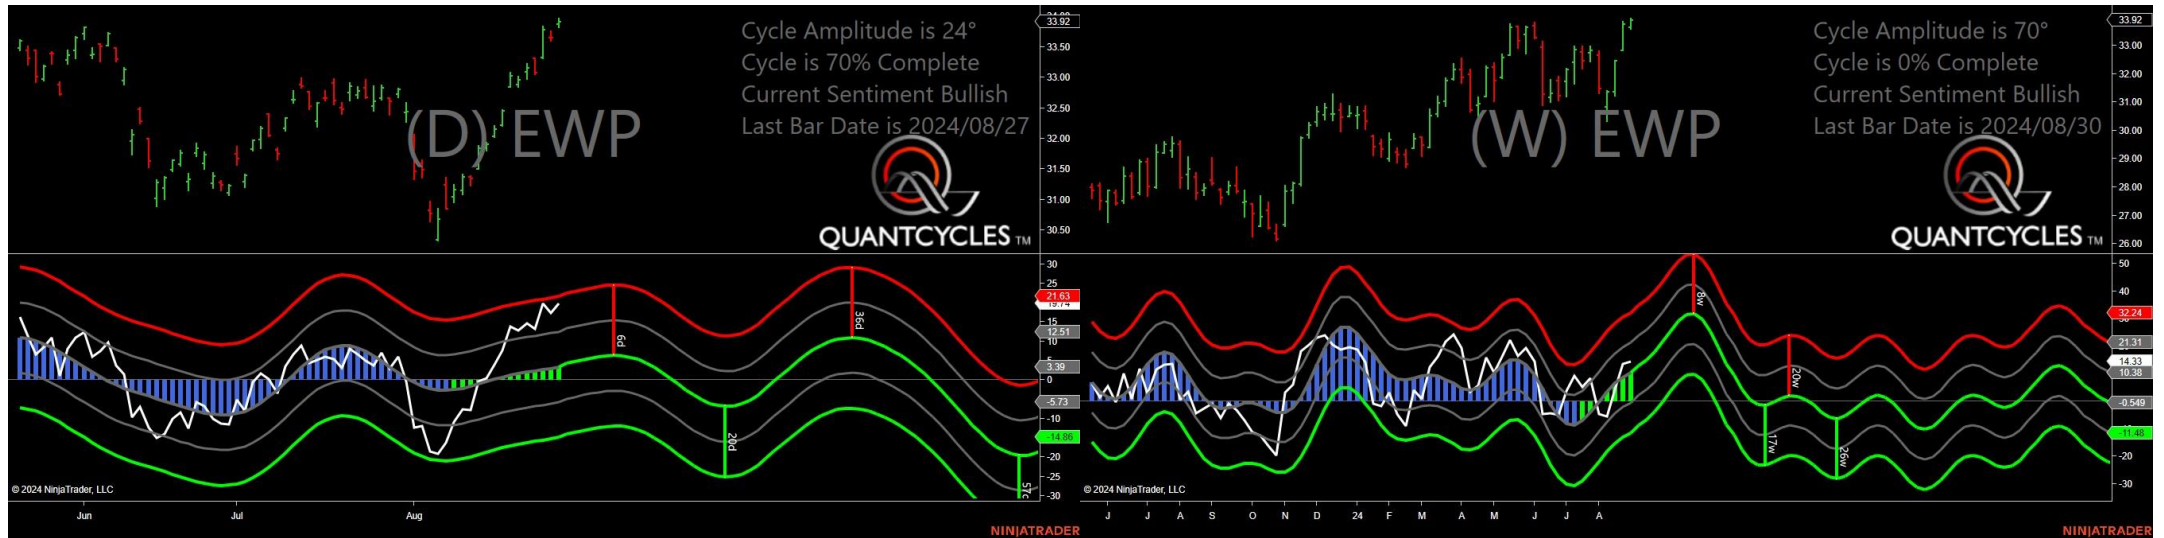 Cycle Amplitude is 24°
Cycle is 70% Complete
Current Sentiment Bullish
Last Bar Date is 2024/08/27
(D) EWP
QUANTCYCLES TM
33.92
33.50
33.00
32.50
32.00
31.50
31.00
30.50
30
25
21.63
19.74
15
12.51
10
5
3.39
0
-5.73
-10
-14.86
-20
-25
-30
6d
20d
36d
© 2024 NinjaTrader, LLC
Jun
Jul
Aug
NINJATRADER
Cycle Amplitude is 70°
Cycle is 0% Complete
Current Sentiment Bullish
Last Bar Date is 2024/08/30
(W) EWP
QUANTCYCLES TM
33.92
33.00
32.00
31.00
30.00
29.00
28.00
27.00
26.00
50
40
32.24
21.31
14.33
10.38
-0.549
-11.48
-20
-30
8w
17w
20w
26w
© 2024 NinjaTrader, LLC
J J A S O N D 24 F M A M J J A
NINJATRADER